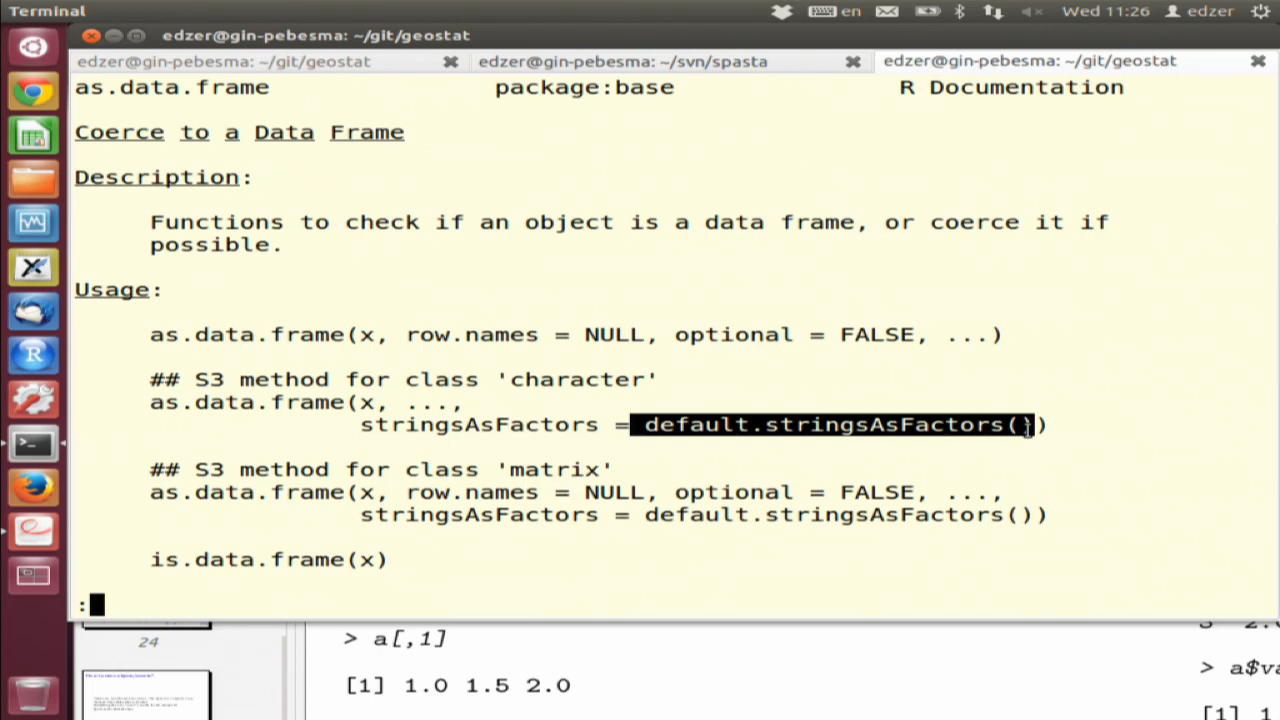 Terminal
en
Wed 11:26
edzer
edzer@gin-pebesma: ~/git/geostat
edzer@gin-pebesma: ~/git/geostat
edzer@gin-pebesma: ~/svn/spasta
edzer@gin-pebesma: ~/git/geostat
as.data.frame package:base R Documentation
Coerce to a Data Frame
Description:
Functions to check if an object is a data frame, or coerce it if
possible.
Usage:
as.data.frame(x, row.names = NULL, optional = FALSE, ...)
## S3 method for class 'character'
as.data.frame(x, ...,
stringsAsFactors = default.stringsAsFactors())
## S3 method for class 'matrix'
as.data.frame(x, row.names = NULL, optional = FALSE, ...,
stringsAsFactors = default.stringsAsFactors())
is.data.frame(x)
:
24
> a[,1]
[1] 1.0 1.5 2.0
> a$va
[1] 1